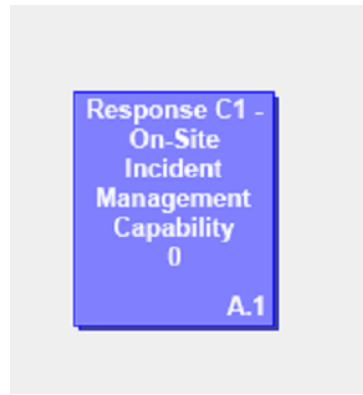 Response C1 -
On-Site
Incident
Management
Capability
0
A.1